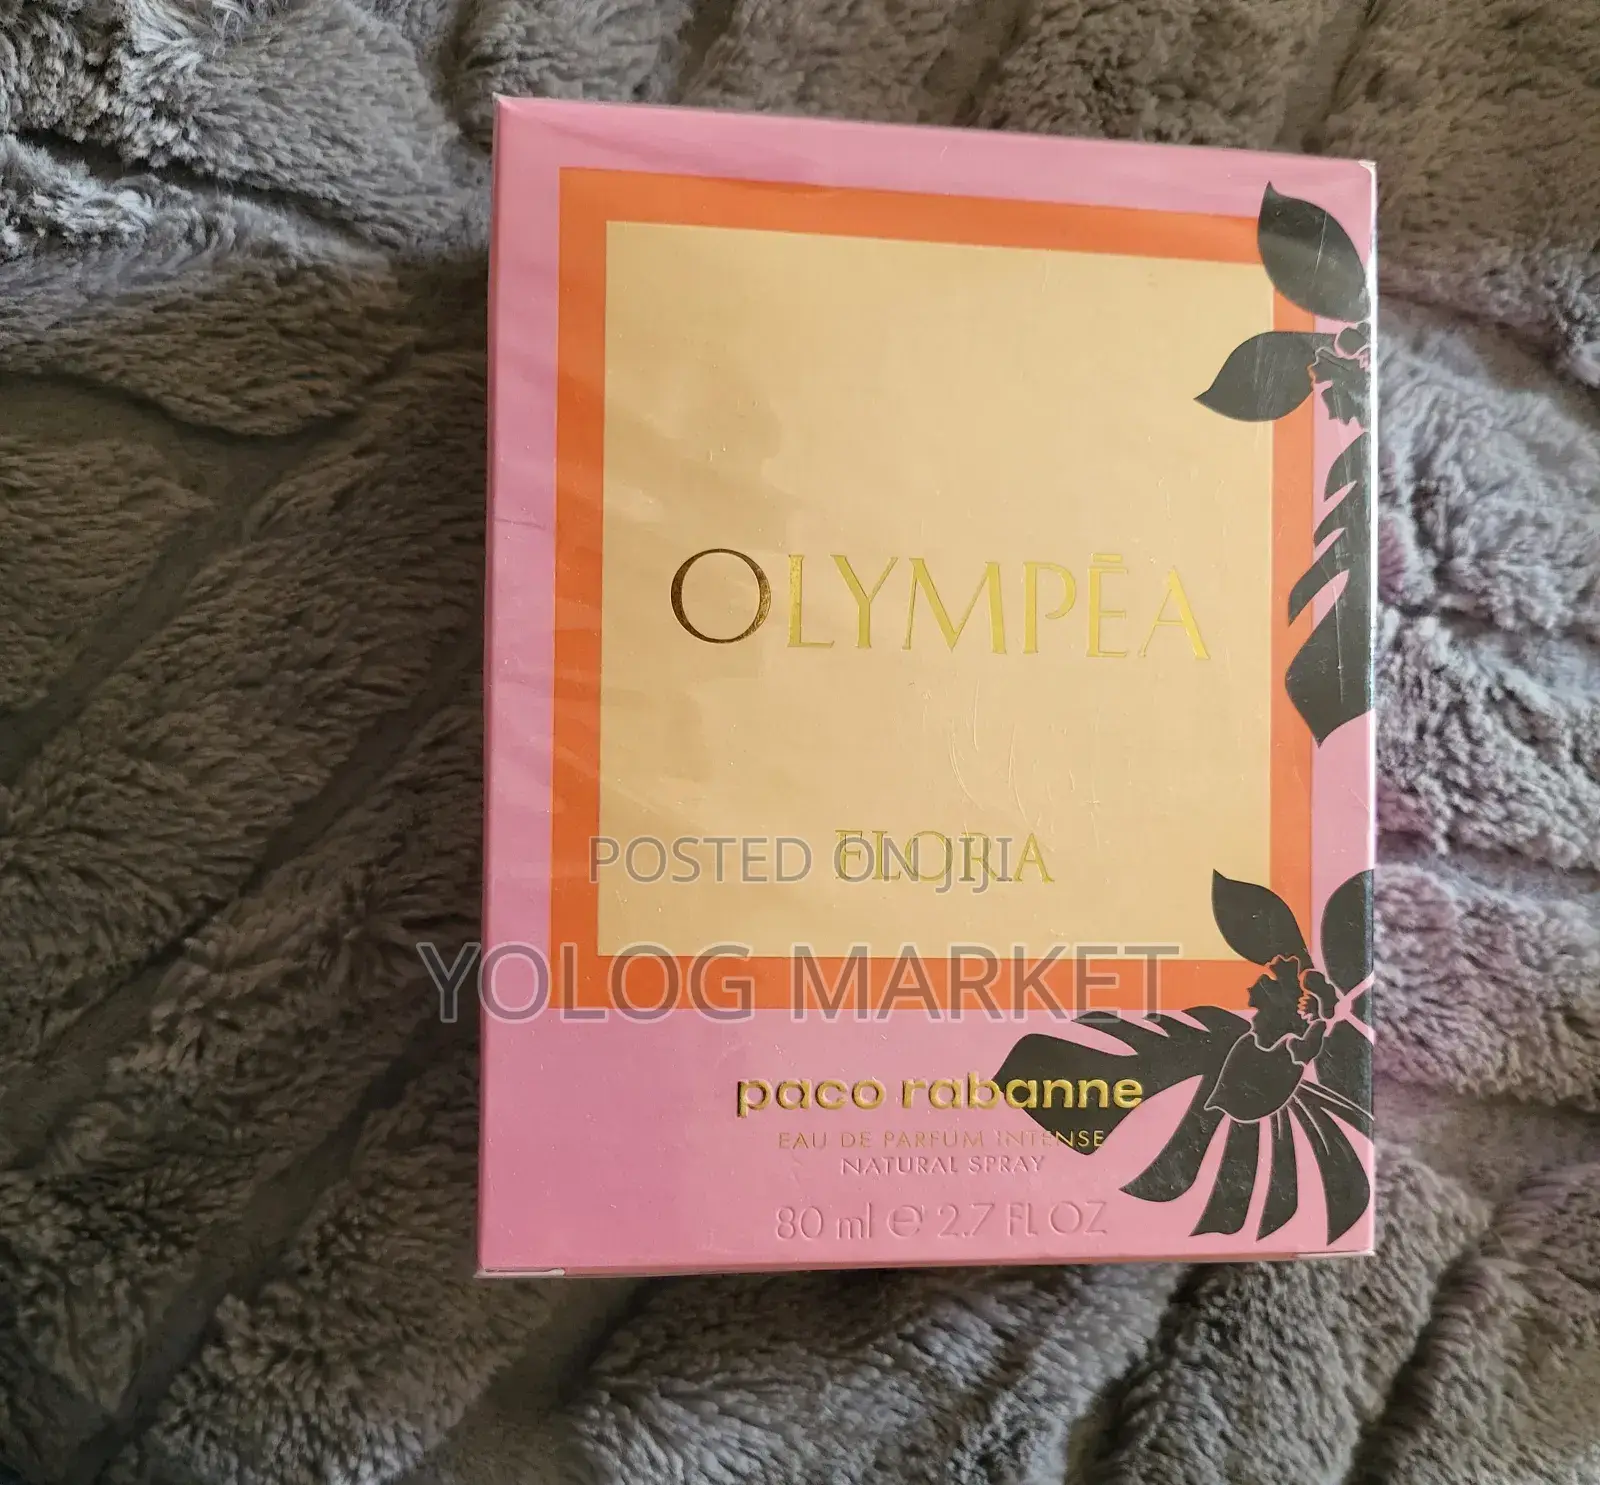 OLYMPĒA
FLORA
POSTED ON JIJI
YOLOG MARKET
paco rabanne
EAU DE PARFUM INTENSE
NATURAL SPRAY
80 ml ℮ 2.7 FL OZ